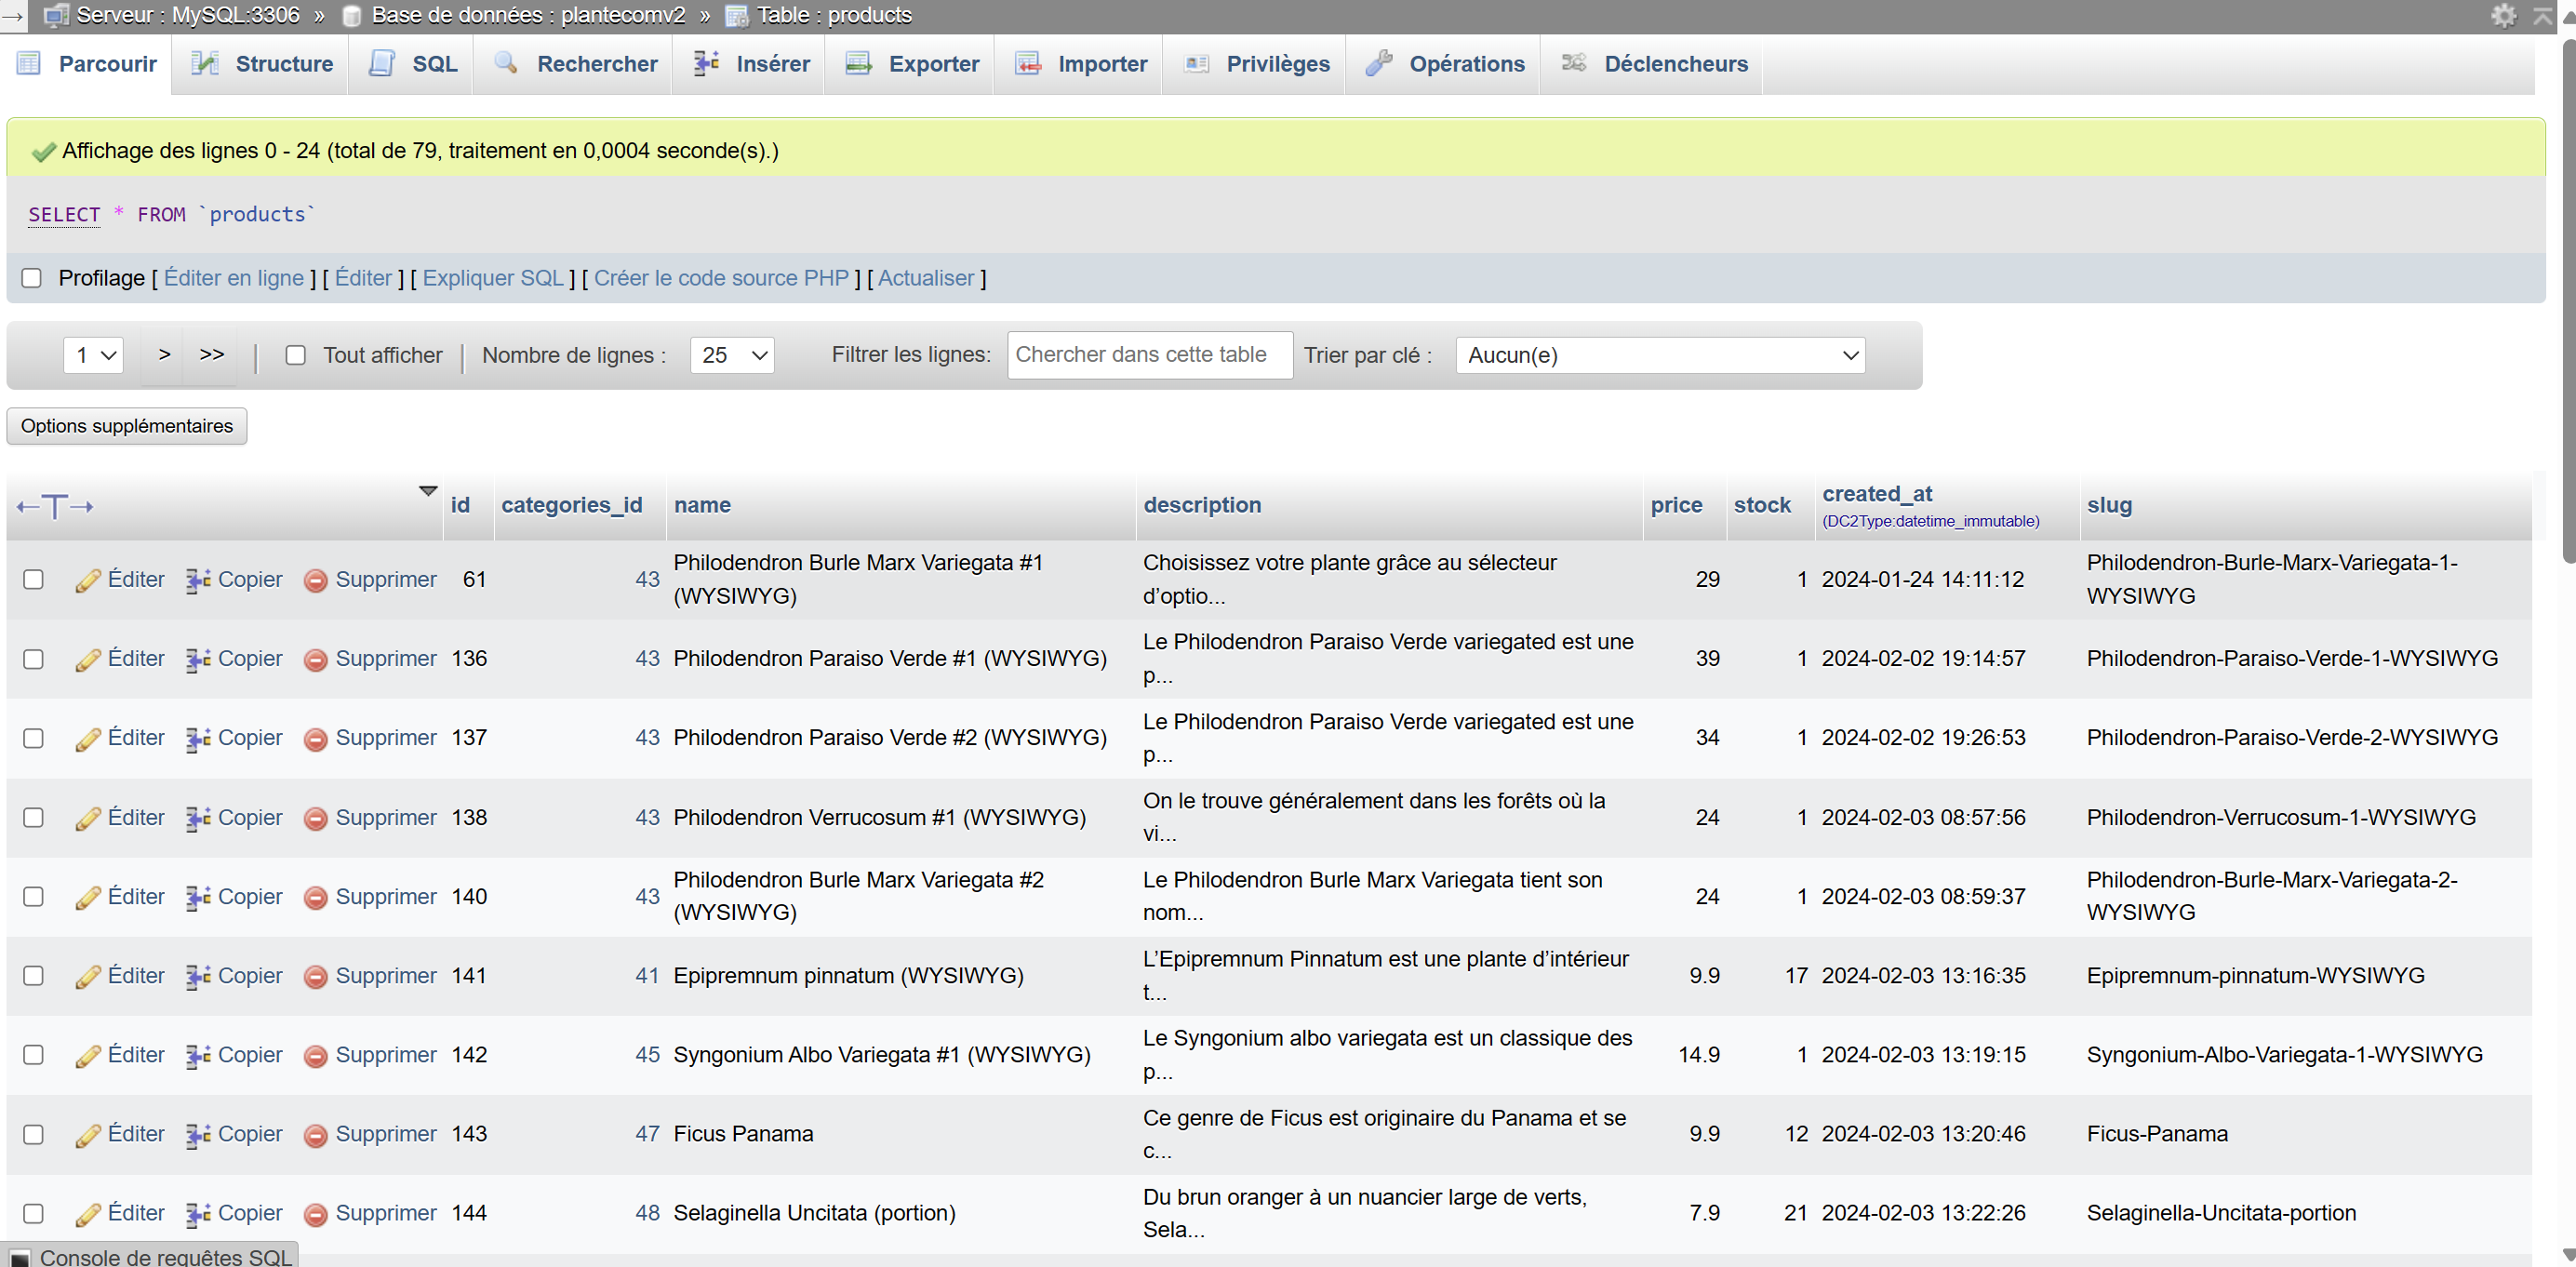 Serveur : MySQL:3306 » Base de données : plantecomv2 » Table : products
Parcourir Structure SQL Rechercher Insérer Exporter Importer Privilèges Opérations Déclencheurs
Affichage des lignes 0 - 24 (total de 79, traitement en 0,0004 seconde(s).)
SELECT * FROM `products`
Profilage [ Éditer en ligne ] [ Éditer ] [ Expliquer SQL ] [ Créer le code source PHP ] [ Actualiser ]
1 > >> | Tout afficher | Nombre de lignes : 25 Filtrer les lignes: Chercher dans cette table Trier par clé : Aucun(e)
Options supplémentaires
id categories_id name description price stock created_at (DC2Type:datetime_immutable) slug
Éditer Copier Supprimer 61 43 Philodendron Burle Marx Variegata #1 (WYSIWYG) Choisissez votre plante grâce au sélecteur d’optio... 29 1 2024-01-24 14:11:12 Philodendron-Burle-Marx-Variegata-1-WYSIWYG
Éditer Copier Supprimer 136 43 Philodendron Paraiso Verde #1 (WYSIWYG) Le Philodendron Paraiso Verde variegated est une p... 39 1 2024-02-02 19:14:57 Philodendron-Paraiso-Verde-1-WYSIWYG
Éditer Copier Supprimer 137 43 Philodendron Paraiso Verde #2 (WYSIWYG) Le Philodendron Paraiso Verde variegated est une p... 34 1 2024-02-02 19:26:53 Philodendron-Paraiso-Verde-2-WYSIWYG
Éditer Copier Supprimer 138 43 Philodendron Verrucosum #1 (WYSIWYG) On le trouve généralement dans les forêts où la vi... 24 1 2024-02-03 08:57:56 Philodendron-Verrucosum-1-WYSIWYG
Éditer Copier Supprimer 140 43 Philodendron Burle Marx Variegata #2 (WYSIWYG) Le Philodendron Burle Marx Variegata tient son nom... 24 1 2024-02-03 08:59:37 Philodendron-Burle-Marx-Variegata-2-WYSIWYG
Éditer Copier Supprimer 141 41 Epipremnum pinnatum (WYSIWYG) L’Epipremnum Pinnatum est une plante d’intérieur t... 9.9 17 2024-02-03 13:16:35 Epipremnum-pinnatum-WYSIWYG
Éditer Copier Supprimer 142 45 Syngonium Albo Variegata #1 (WYSIWYG) Le Syngonium albo variegata est un classique des p... 14.9 1 2024-02-03 13:19:15 Syngonium-Albo-Variegata-1-WYSIWYG
Éditer Copier Supprimer 143 47 Ficus Panama Ce genre de Ficus est originaire du Panama et se c... 9.9 12 2024-02-03 13:20:46 Ficus-Panama
Éditer Copier Supprimer 144 48 Selaginella Uncitata (portion) Du brun oranger à un nuancier large de verts, Sela... 7.9 21 2024-02-03 13:22:26 Selaginella-Uncitata-portion
Console de requêtes SQL